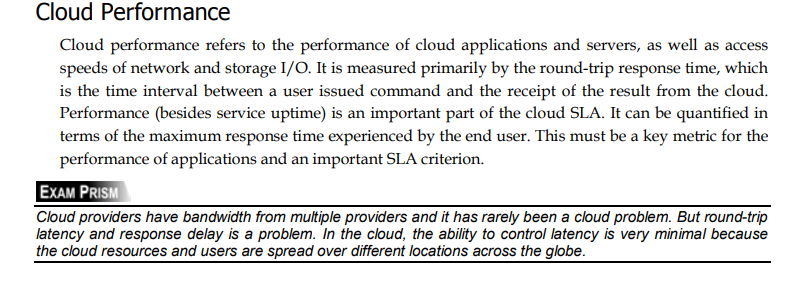 Cloud Performance
Cloud performance refers to the performance of cloud applications and servers, as well as access
speeds of network and storage I/O. It is measured primarily by the round-trip response time, which
is the time interval between a user issued command and the receipt of the result from the cloud.
Performance (besides service uptime) is an important part of the cloud SLA. It can be quantified in
terms of the maximum response time experienced by the end user. This must be a key metric for the
performance of applications and an important SLA criterion.
EXAM PRISM
Cloud providers have bandwidth from multiple providers and it has rarely been a cloud problem. But round-trip
latency and response delay is a problem. In the cloud, the ability to control latency is very minimal because
the cloud resources and users are spread over different locations across the globe.